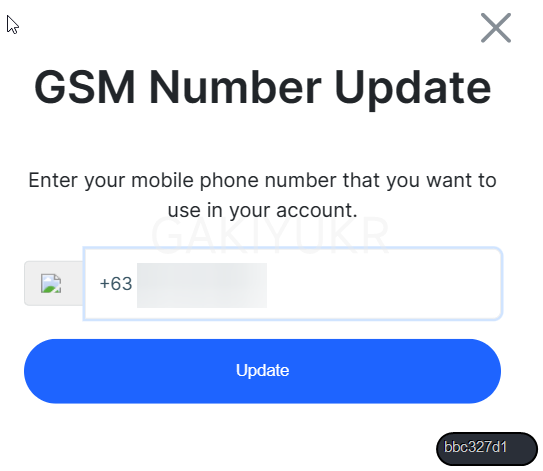 GSM Number Update
Enter your mobile phone number that you want to
use in your account.
GAKIYUKR
+63
Update
bbc327d1